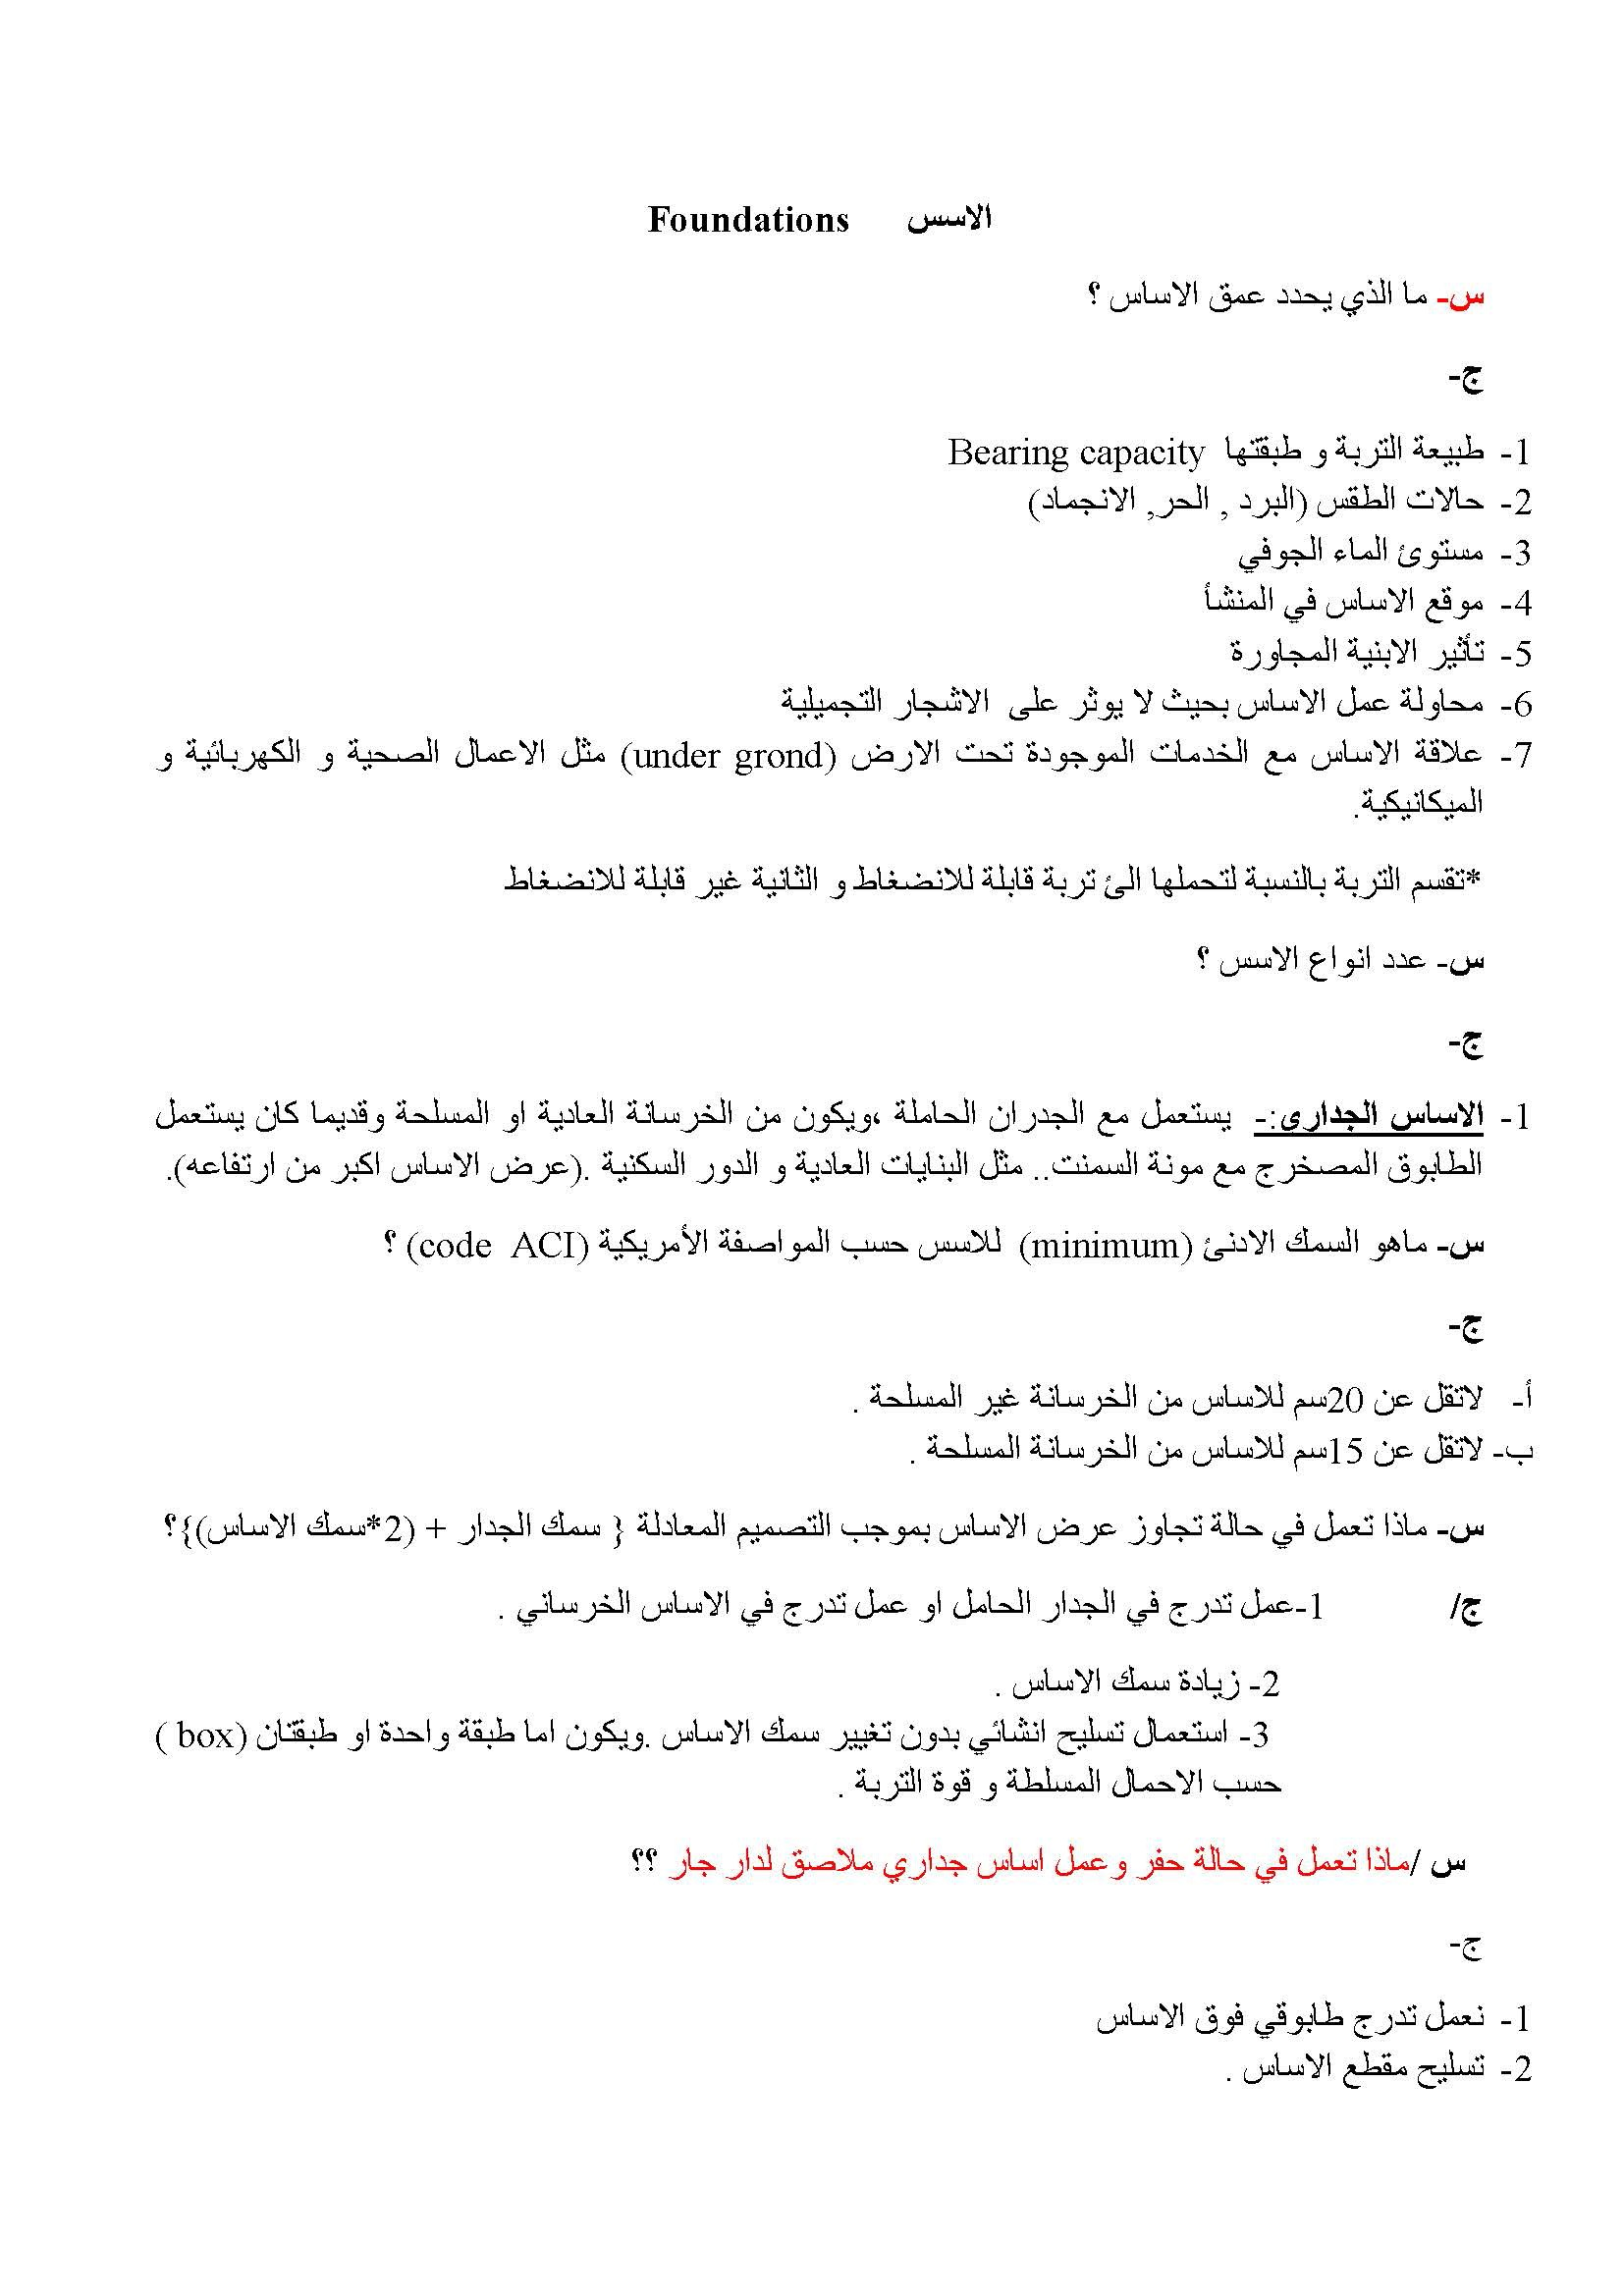 الاسس Foundations
س- ما الذي يحدد عمق الاساس ؟
ج-
1- طبيعة التربة و طبقتها Bearing capacity
2- حالات الطقس (البرد , الحر, الانجماد)
3- مستوئ الماء الجوفي
4- موقع الاساس في المنشأ
5- تأثير الابنية المجاورة
6- محاولة عمل الاساس بحيث لا يوثر على الاشجار التجميلية
7- علاقة الاساس مع الخدمات الموجودة تحت الارض (under grond) مثل الاعمال الصحية و الكهربائية و
الميكانيكية.
*تقسم التربة بالنسبة لتحملها الئ تربة قابلة للانضغاط و الثانية غير قابلة للانضغاط
س- عدد انواع الاسس ؟
ج-
1- الاساس الجداري:- يستعمل مع الجدران الحاملة ،ويكون من الخرسانة العادية او المسلحة وقديما كان يستعمل
الطابوق المصخرج مع مونة السمنت.. مثل البنايات العادية و الدور السكنية .(عرض الاساس اكبر من ارتفاعه).
س- ماهو السمك الادنئ (minimum) للاسس حسب المواصفة الأمريكية (code ACI) ؟
ج-
أ- لاتقل عن 20سم للاساس من الخرسانة غير المسلحة .
ب- لاتقل عن 15سم للاساس من الخرسانة المسلحة .
س- ماذا تعمل في حالة تجاوز عرض الاساس بموجب التصميم المعادلة { سمك الجدار + (2*سمك الاساس)}؟
ج/ 1-عمل تدرج في الجدار الحامل او عمل تدرج في الاساس الخرساني .
2- زيادة سمك الاساس .
3- استعمال تسليح انشائي بدون تغيير سمك الاساس .ويكون اما طبقة واحدة او طبقتان (box )
حسب الاحمال المسلطة و قوة التربة .
س /ماذا تعمل في حالة حفر وعمل اساس جداري ملاصق لدار جار ؟؟
ج-
1- نعمل تدرج طابوقي فوق الاساس
2- تسليح مقطع الاساس .